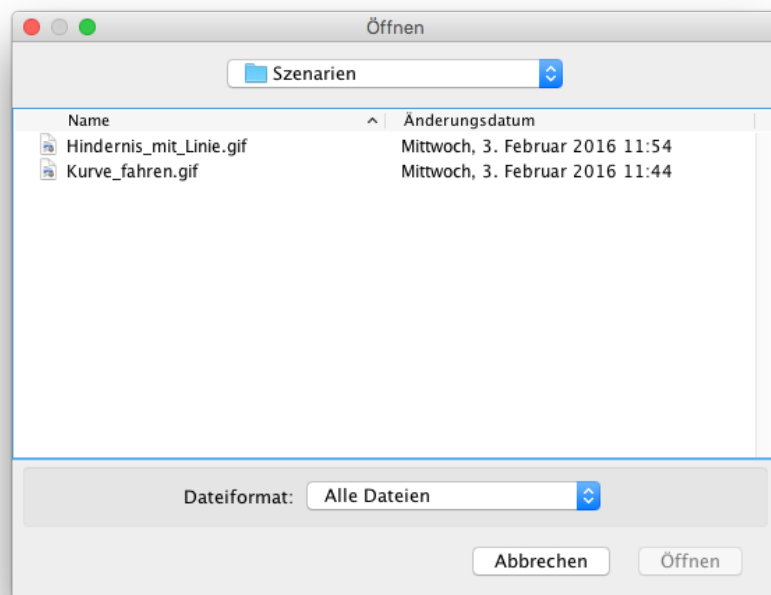 Öffnen
Szenarien
Name Änderungsdatum
Hindernis_mit_Linie.gif Mittwoch, 3. Februar 2016 11:54
Kurve_fahren.gif Mittwoch, 3. Februar 2016 11:44
Dateiformat: Alle Dateien
Abbrechen Öffnen